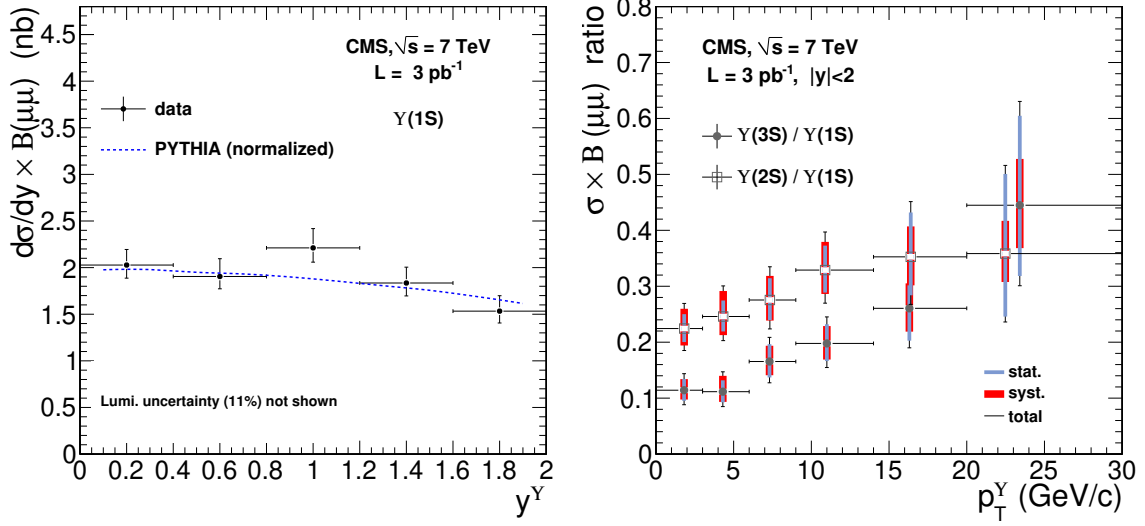 dσ/dy × B(μμ) (nb)
4.5
4
3.5
3
2.5
2
1.5
1
0.5
0
CMS, √s = 7 TeV
L = 3 pb⁻¹
data
ϒ(1S)
PYTHIA (normalized)
Lumi. uncertainty (11%) not shown
0 0.2 0.4 0.6 0.8 1 1.2 1.4 1.6 1.8 2
y^ϒ
σ × B(μμ) ratio
0.8
0.7
0.6
0.5
0.4
0.3
0.2
0.1
0
CMS, √s = 7 TeV
L = 3 pb⁻¹, |y|<2
ϒ(3S) / ϒ(1S)
ϒ(2S) / ϒ(1S)
stat.
syst.
total
0 5 10 15 20 25 30
p_T^ϒ (GeV/c)